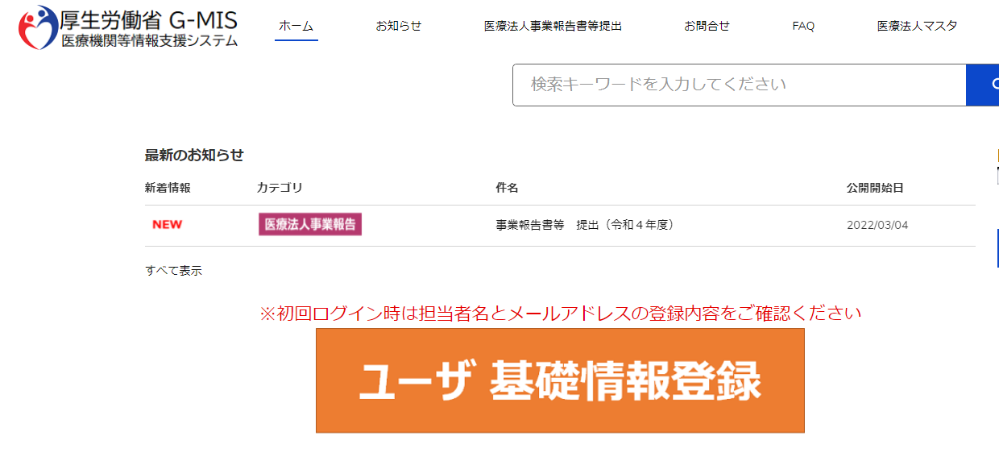 厚生労働省 G-MIS
医療機関等情報支援システム
ホーム お知らせ 医療法人事業報告書等提出 お問合せ FAQ 医療法人マスタ
検索キーワードを入力してください
最新のお知らせ
新着情報 カテゴリ 件名 公開開始日
NEW 医療法人事業報告 事業報告書等 提出（令和４年度） 2022/03/04
すべて表示
※初回ログイン時は担当者名とメールアドレスの登録内容をご確認ください
ユーザ 基礎情報登録